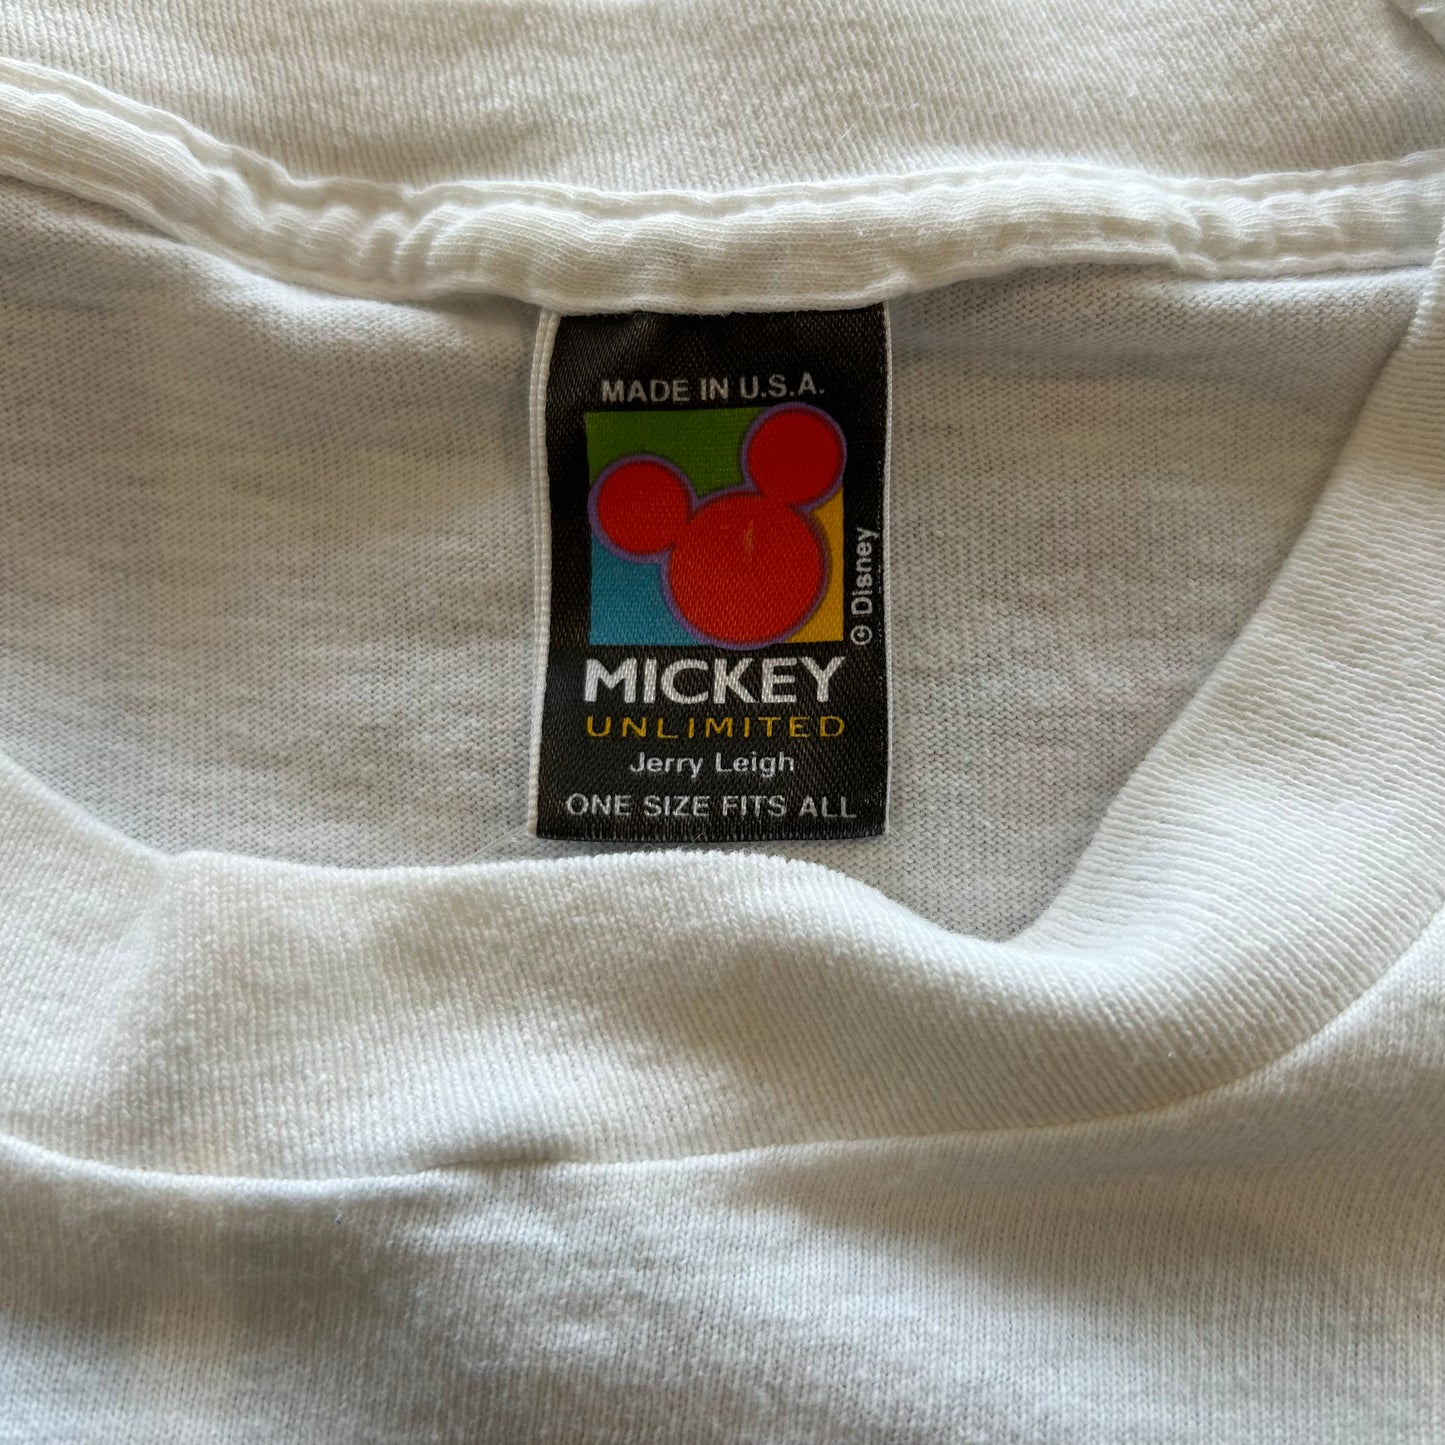 MADE IN U.S.A.
© Disney
MICKEY
UNLIMITED
Jerry Leigh
ONE SIZE FITS ALL